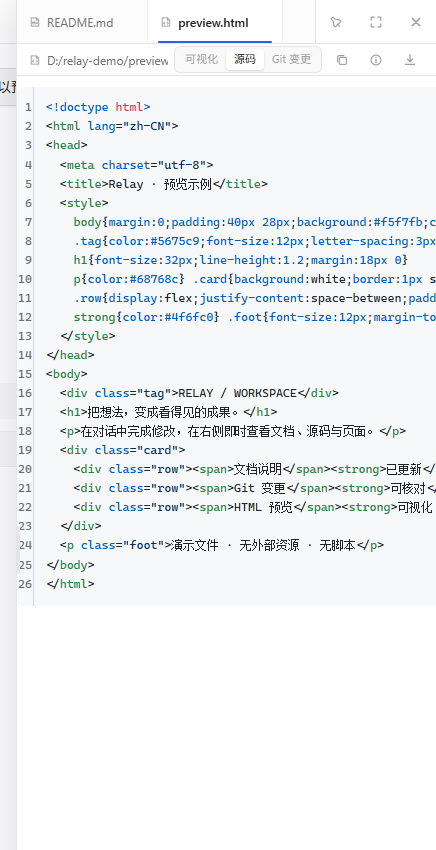 README.md
preview.html
D:/relay-demo/preview
可视化
源码
Git 变更
以
1 <!doctype html>
2 <html lang="zh-CN">
3 <head>
4 <meta charset="utf-8">
5 <title>Relay · 预览示例</title>
6 <style>
7 body{margin:0;padding:40px 28px;background:#f5f7fb;c
8 .tag{color:#5675c9;font-size:12px;letter-spacing:3px
9 h1{font-size:32px;line-height:1.2;margin:18px 0}
10 p{color:#68768c} .card{background:white;border:1px s
11 .row{display:flex;justify-content:space-between;padd
12 strong{color:#4f6fc0} .foot{font-size:12px;margin-to
13 </style>
14 </head>
15 <body>
16 <div class="tag">RELAY / WORKSPACE</div>
17 <h1>把想法，变成看得见的成果。</h1>
18 <p>在对话中完成修改，在右侧即时查看文档、源码与页面。</p>
19 <div class="card">
20 <div class="row"><span>文档说明</span><strong>已更新</
21 <div class="row"><span>Git 变更</span><strong>可核对</
22 <div class="row"><span>HTML 预览</span><strong>可视化
23 </div>
24 <p class="foot">演示文件 · 无外部资源 · 无脚本</p>
25 </body>
26 </html>